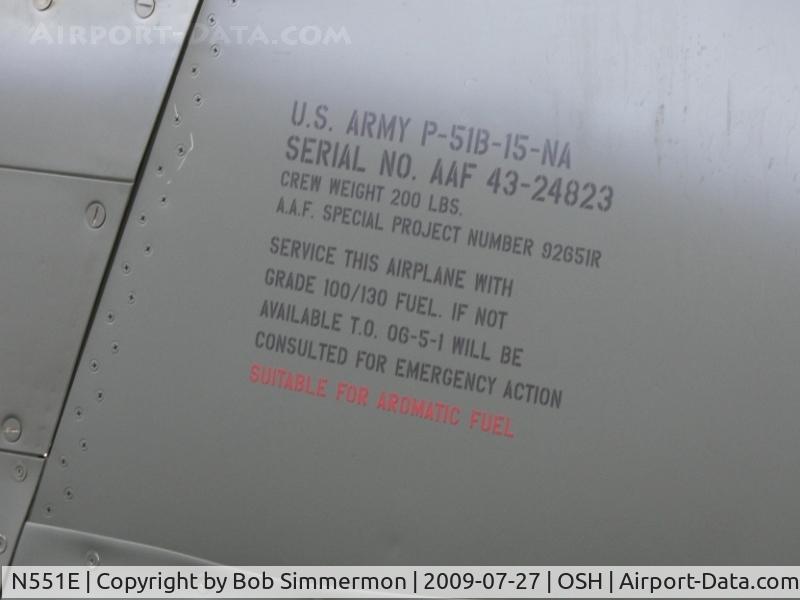 AIRPORT-DATA.COM
U.S. ARMY P-51B-15-NA
SERIAL NO. AAF 43-24823
CREW WEIGHT 200 LBS.
A.A.F. SPECIAL PROJECT NUMBER 92651R
SERVICE THIS AIRPLANE WITH
GRADE 100/130 FUEL. IF NOT
AVAILABLE T.O. 06-5-1 WILL BE
CONSULTED FOR EMERGENCY ACTION
SUITABLE FOR AROMATIC FUEL
N551E | Copyright by Bob Simmermon | 2009-07-27 | OSH | Airport-Data.com